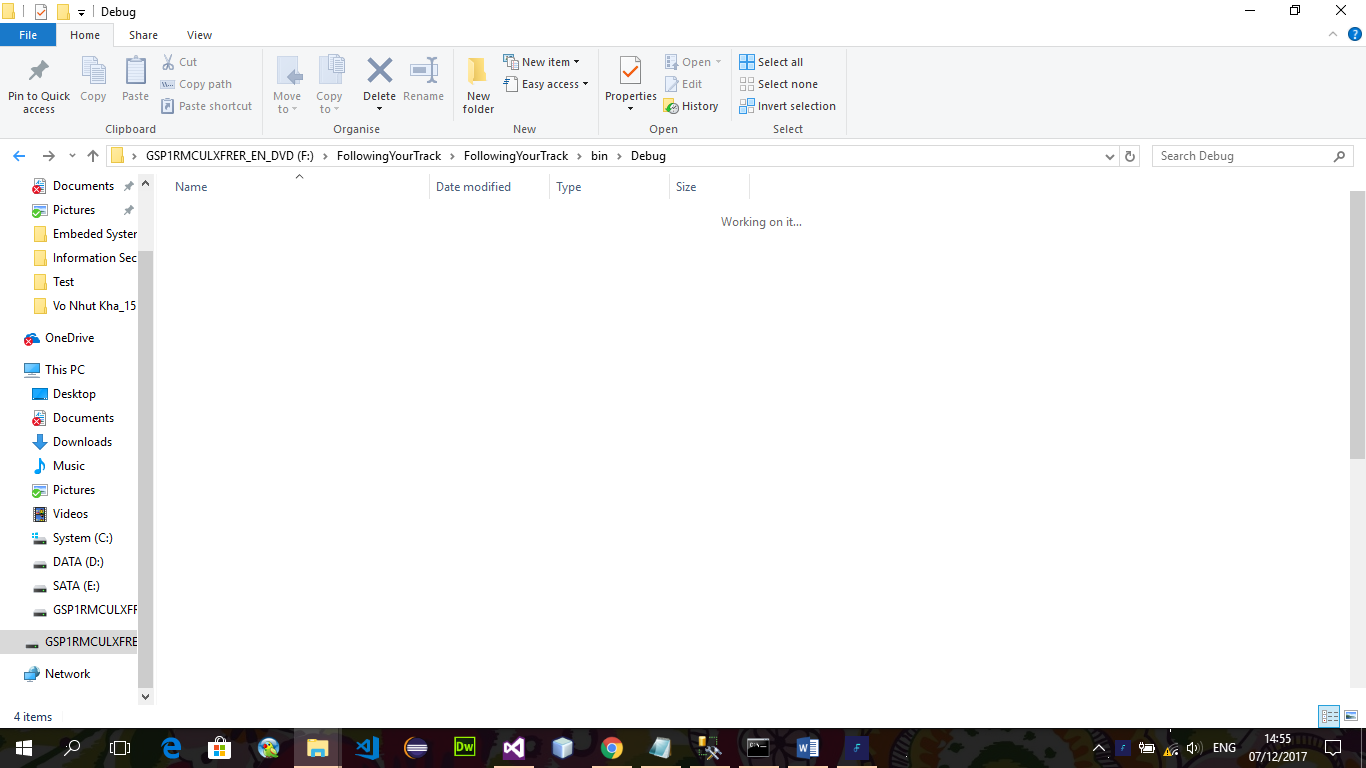 Debug
File Home Share View
Pin to Quick access
Copy
Paste
Cut
Copy path
Paste shortcut
Clipboard
Move to
Copy to
Delete
Rename
Organise
New folder
New item
Easy access
New
Properties
Open
Edit
History
Open
Select all
Select none
Invert selection
Select
GSP1RMCULXFRER_EN_DVD (F:) > FollowingYourTrack > FollowingYourTrack > bin > Debug
Search Debug
Name Date modified Type Size
Working on it...
Documents
Pictures
Embeded Syster
Information Sec
Test
Vo Nhut Kha_15
OneDrive
This PC
Desktop
Documents
Downloads
Music
Pictures
Videos
System (C:)
DATA (D:)
SATA (E:)
GSP1RMCULXFF
GSP1RMCULXFRE
Network
4 items
Dw
F
F
ENG
14:55
07/12/2017